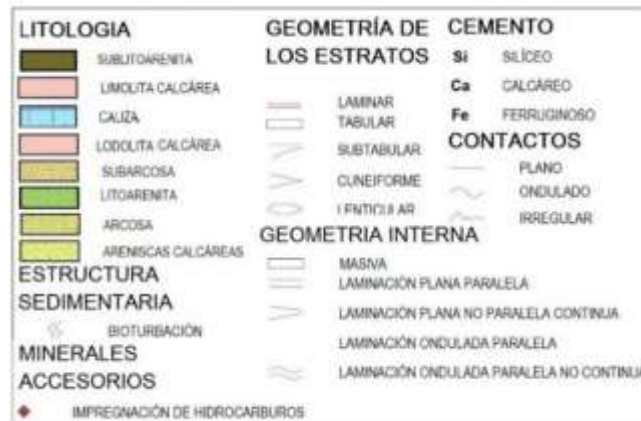 LITOLOGIA
SUBLITOARENITA
LIMOLITA CALCÁREA
CALIZA
LODOLITA CALCÁREA
SUBARCOSA
LITOARENITA
ARCOSA
ARENISCAS CALCÁREAS
ESTRUCTURA
SEDIMENTARIA
BIOTURBACIÓN
MINERALES
ACCESORIOS
IMPREGNACIÓN DE HIDROCARBUROS
GEOMETRÍA DE
LOS ESTRATOS
LAMINAR
TABULAR
SUBTABULAR
CUNEIFORME
LENTICULAR
GEOMETRIA INTERNA
MASIVA
LAMINACIÓN PLANA PARALELA
LAMINACIÓN PLANA NO PARALELA CONTINUA
LAMINACIÓN ONDULADA PARALELA
LAMINACIÓN ONDULADA PARALELA NO CONTINUA
CEMENTO
Si SILÍCEO
Ca CALCÁREO
Fe FERRUGINOSO
CONTACTOS
PLANO
ONDULADO
IRREGULAR